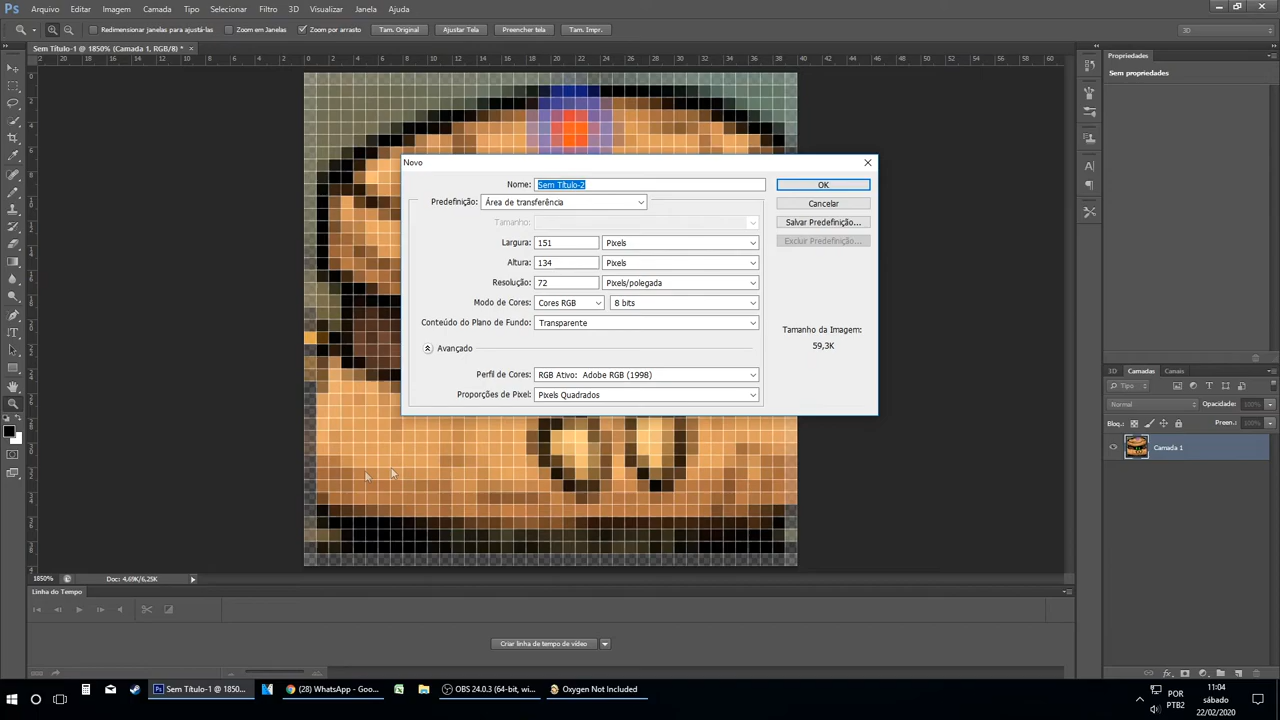 Ps Arquivo Editar Imagem Camada Tipo Selecionar Filtro 3D Visualizar Janela Ajuda
Redimensionar janelas para ajustá-las Zoom em Janelas Zoom por arrasto Tam. Original Ajustar Tela Preencher tela Tam. Impr. 3D
Sem Título-1 @ 1850% (Camada 1, RGB/8) *
Propriedades
Sem propriedades
Novo
Nome: Sem Título-2
Predefinição: Área de transferência
Tamanho:
Largura: 151 Pixels
Altura: 134 Pixels
Resolução: 72 Pixels/polegada
Modo de Cores: Cores RGB 8 bits
Conteúdo do Plano de Fundo: Transparente
Avançado
Perfil de Cores: RGB Ativo: Adobe RGB (1998)
Proporções de Pixel: Pixels Quadrados
OK
Cancelar
Salvar Predefinição...
Excluir Predefinição...
Tamanho da Imagem:
59,3K
3D Camadas Canais
Tipo
Normal Opacidade: 100%
Bloq.: Preen.: 100%
Camada 1
1850% Doc: 4,69K/6,25K
Linha do Tempo
Criar linha de tempo de vídeo
Sem Título-1 @ 1850... (28) WhatsApp - Goo... OBS 24.0.3 (64-bit, wi... Oxygen Not Included
POR
PTB2
11:04
sábado
22/02/2020